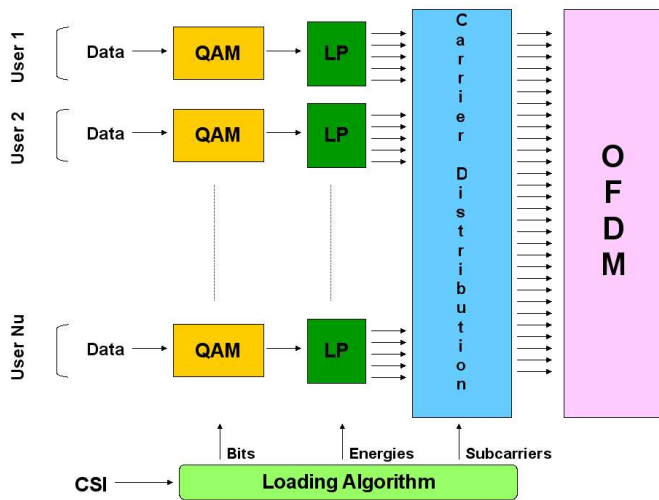 User 1
Data
QAM
LP
User 2
Data
QAM
LP
User Nu
Data
QAM
LP
Carrier Distribution
OFDM
Bits
Energies
Subcarriers
CSI
Loading Algorithm